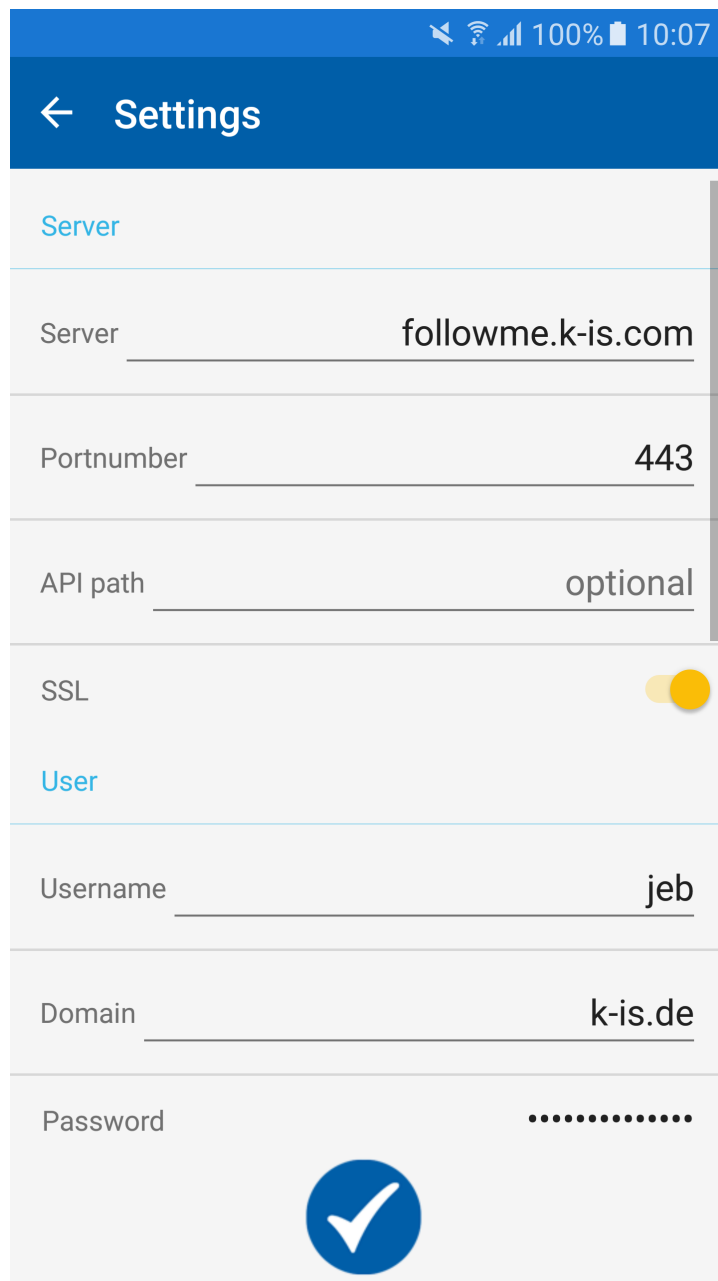 100% 10:07
Settings
Server
Server followme.k-is.com
Portnumber 443
API path optional
SSL
User
Username jeb
Domain k-is.de
Password ••••••••••••••